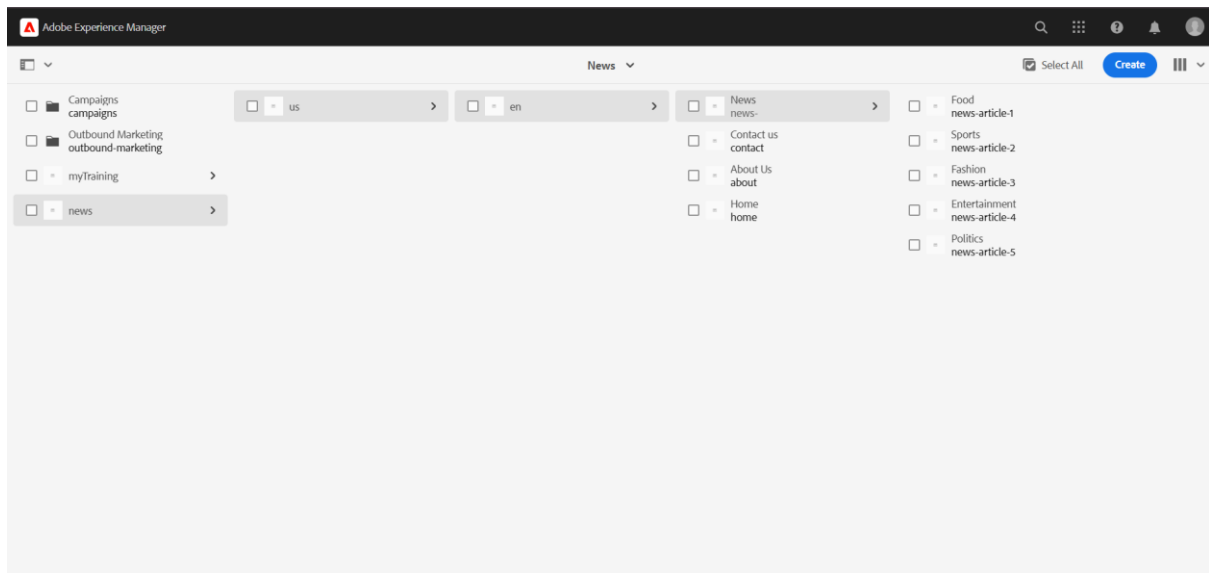 Adobe Experience Manager
News
Select All
Create
Campaigns
campaigns
Outbound Marketing
outbound-marketing
myTraining
news
us
en
News
news-
Contact us
contact
About Us
about
Home
home
Food
news-article-1
Sports
news-article-2
Fashion
news-article-3
Entertainment
news-article-4
Politics
news-article-5